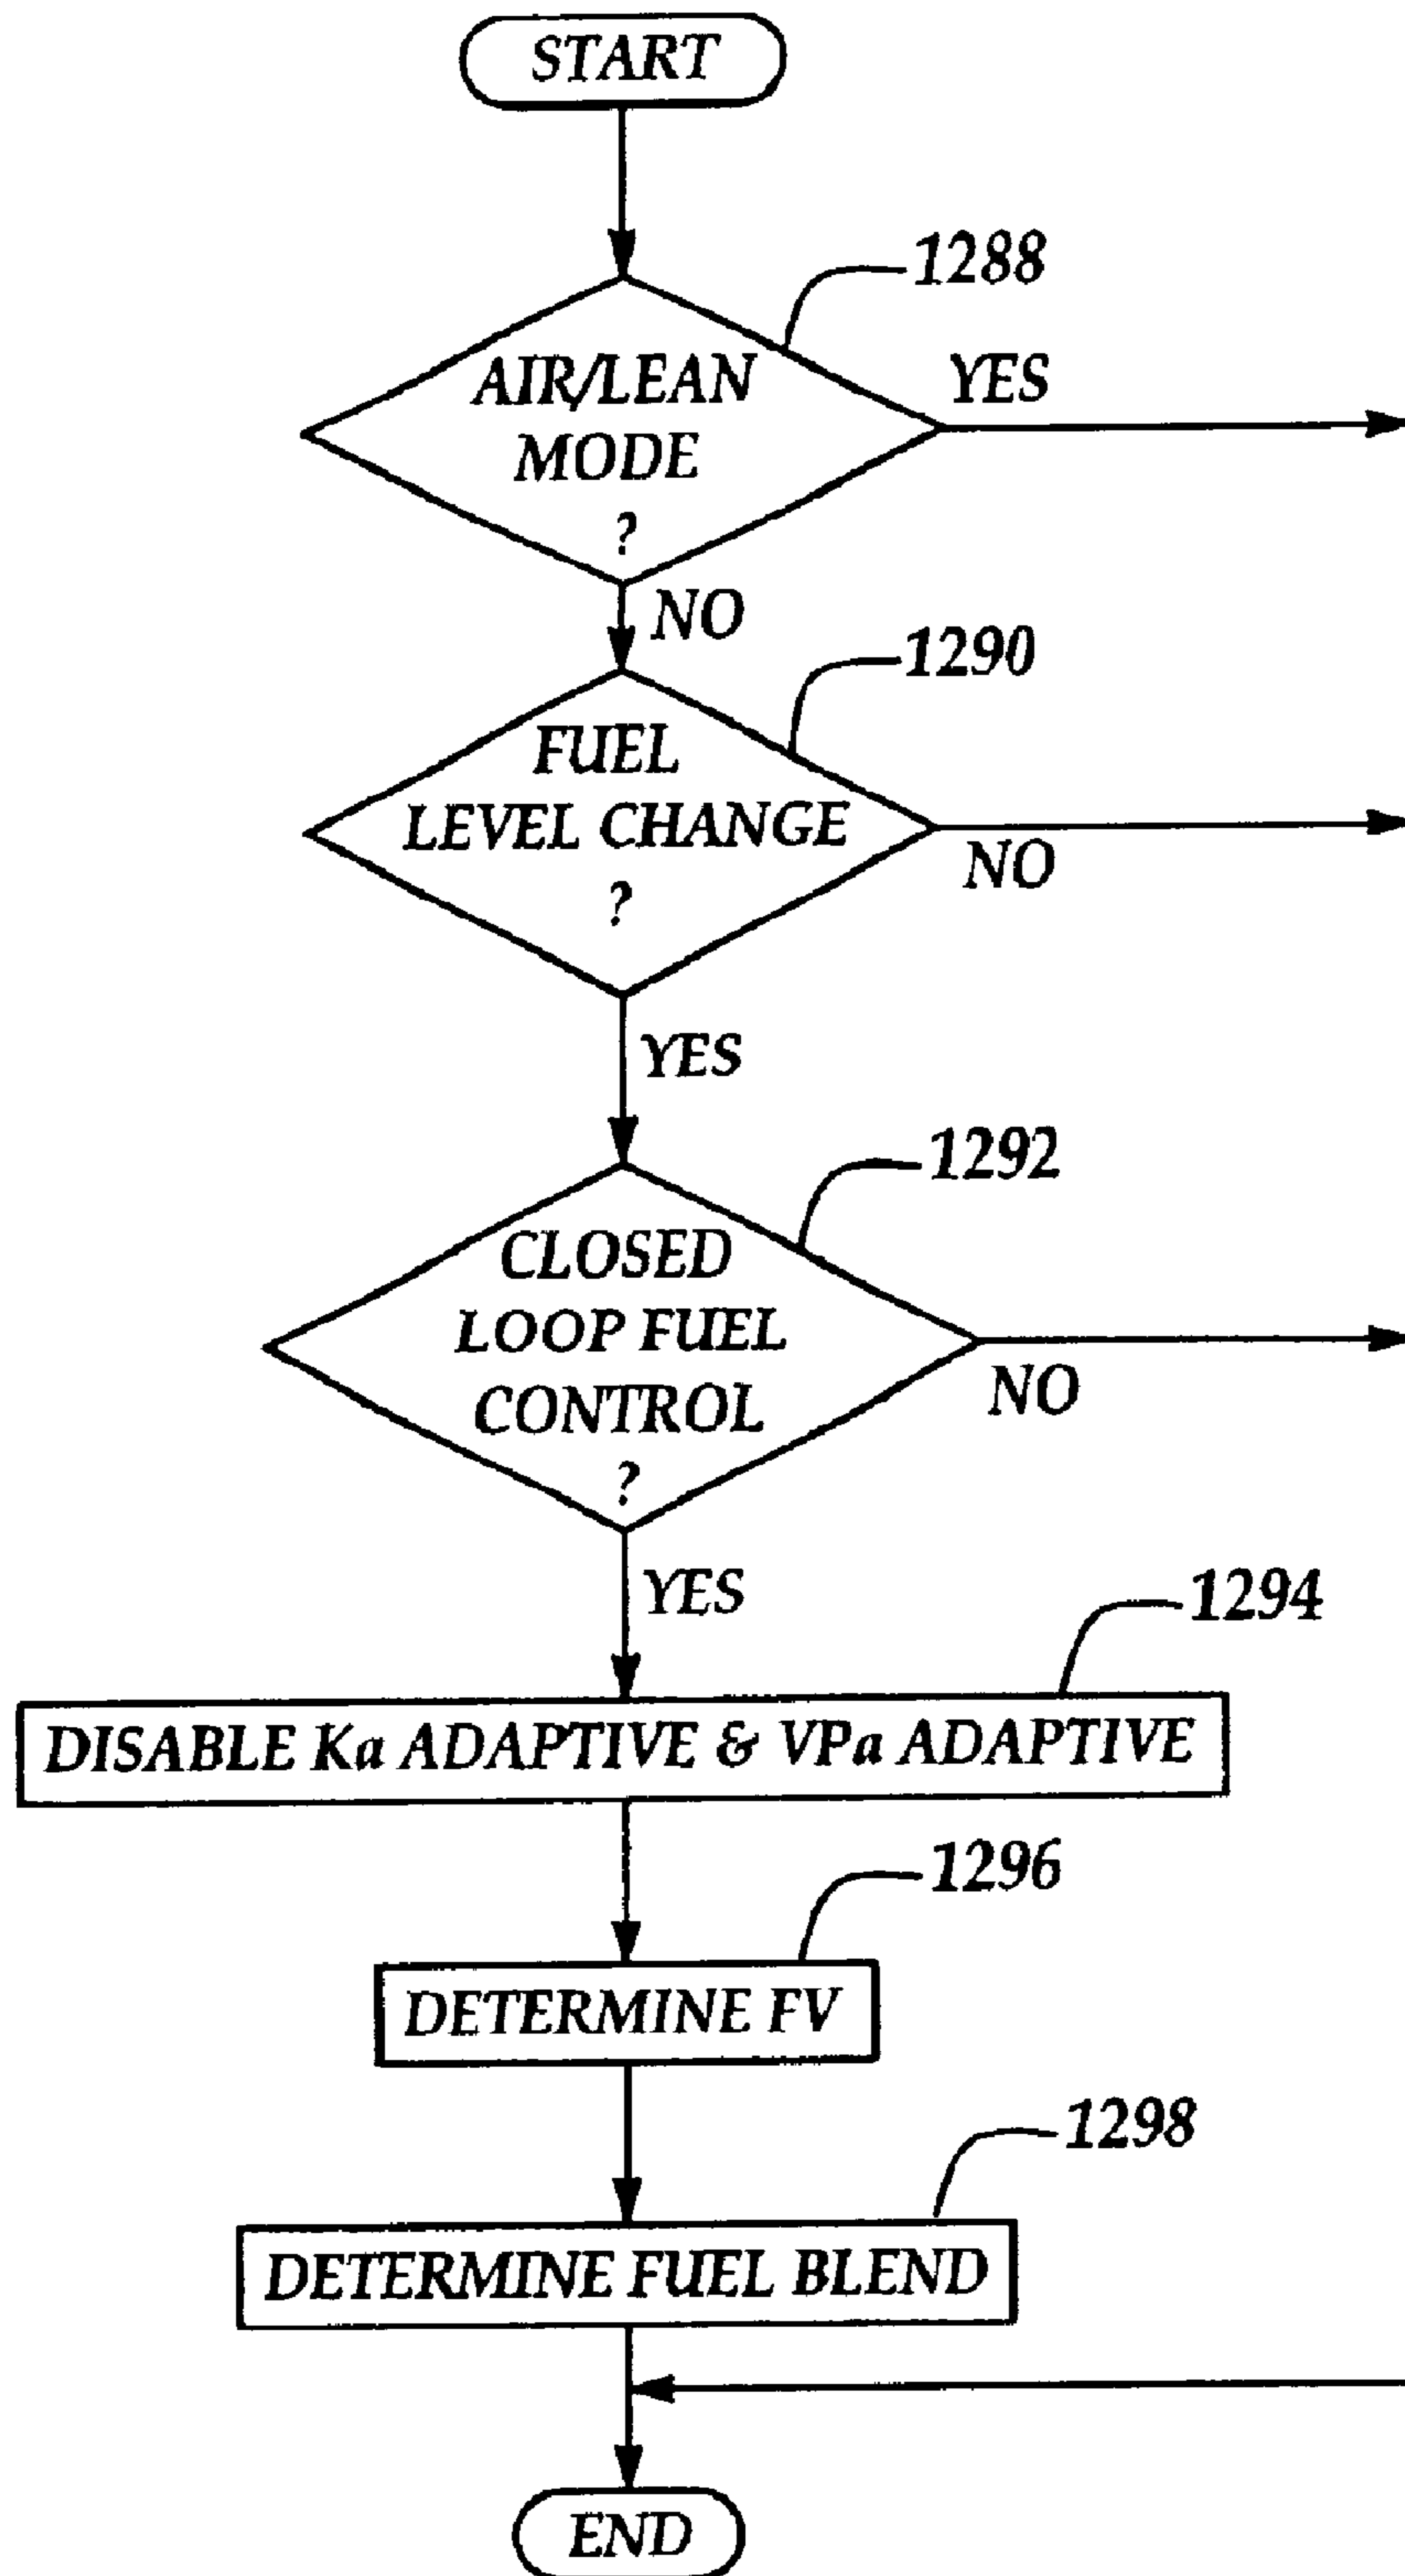 START
1288
AIR/LEAN
MODE
?
YES
NO
1290
FUEL
LEVEL CHANGE
?
NO
YES
1292
CLOSED
LOOP FUEL
CONTROL
?
NO
YES
1294
DISABLE Ka ADAPTIVE & VPa ADAPTIVE
1296
DETERMINE FV
1298
DETERMINE FUEL BLEND
END